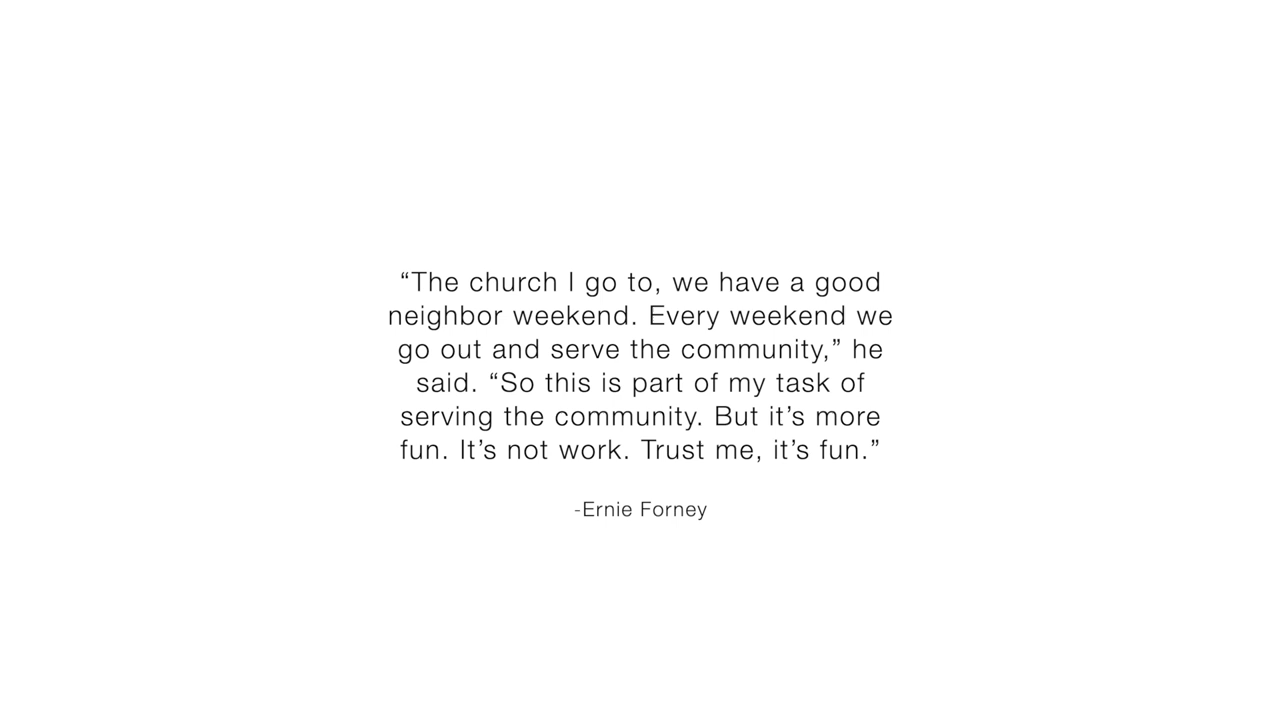 “The church I go to, we have a good
neighbor weekend. Every weekend we
go out and serve the community,” he
said. “So this is part of my task of
serving the community. But it’s more
fun. It’s not work. Trust me, it’s fun.”
-Ernie Forney